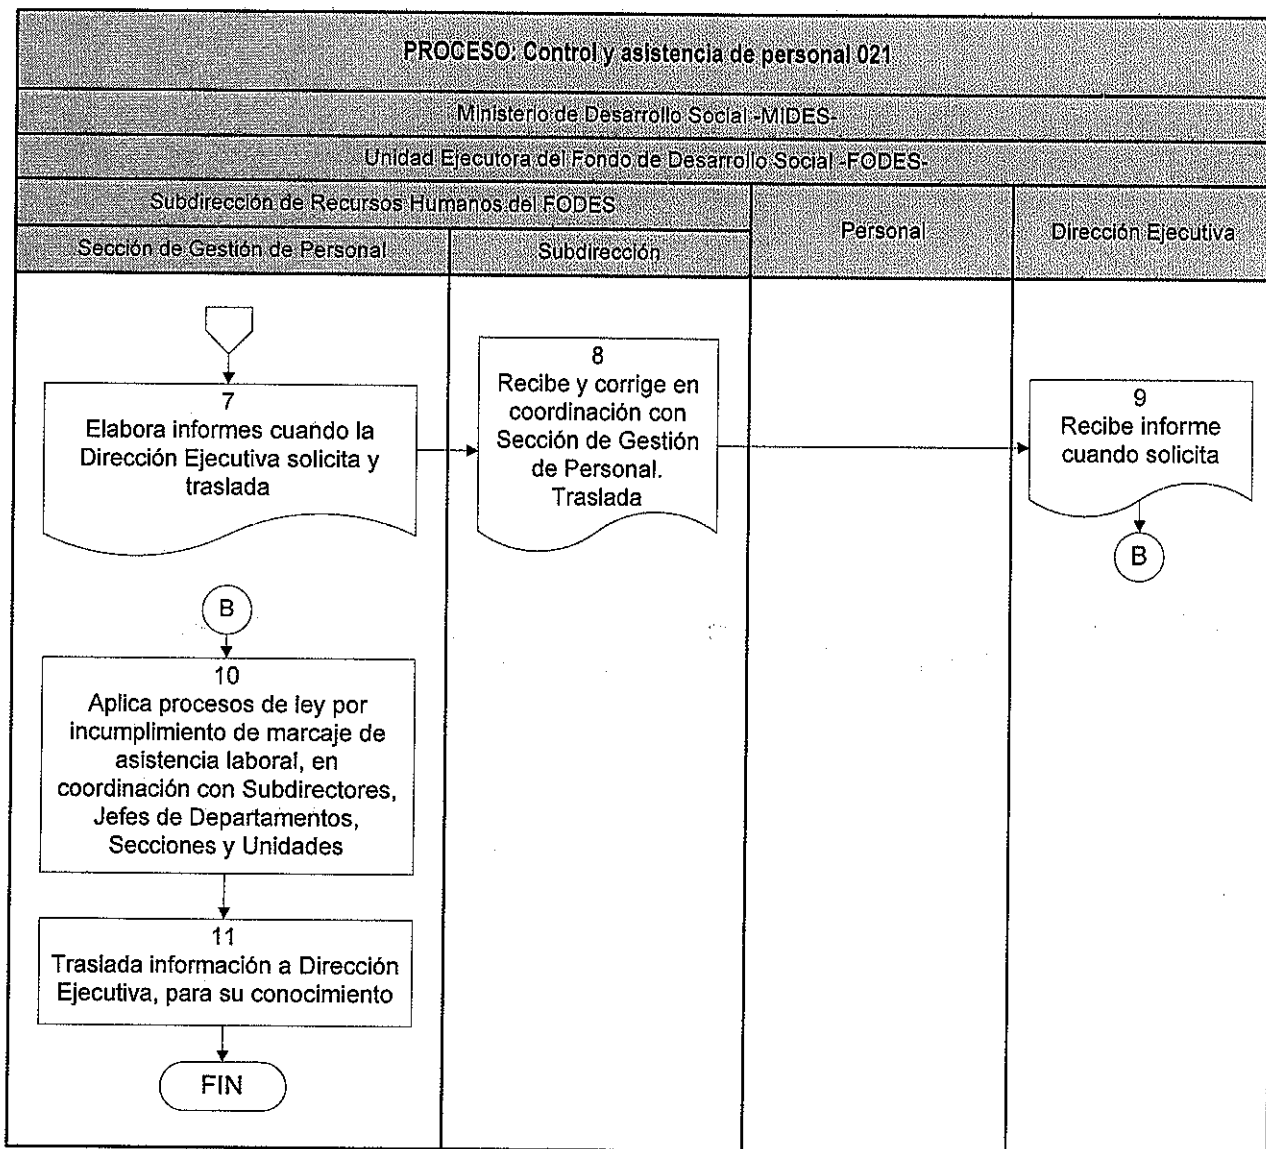 PROCESO: Control y asistencia de personal 021
Ministerio de Desarrollo Social -MIDES-
Unidad Ejecutora del Fondo de Desarrollo Social -FODES-
Subdirección de Recursos Humanos del FODES
Personal
Dirección Ejecutiva
Sección de Gestión de Personal
Subdirección
7
Elabora informes cuando la
Dirección Ejecutiva solicita y
traslada
8
Recibe y corrige en
coordinación con
Sección de Gestión
de Personal.
Traslada
9
Recibe informe
cuando solicita
B
B
10
Aplica procesos de ley por
incumplimiento de marcaje de
asistencia laboral, en
coordinación con Subdirectores,
Jefes de Departamentos,
Secciones y Unidades
11
Traslada información a Dirección
Ejecutiva, para su conocimiento
FIN